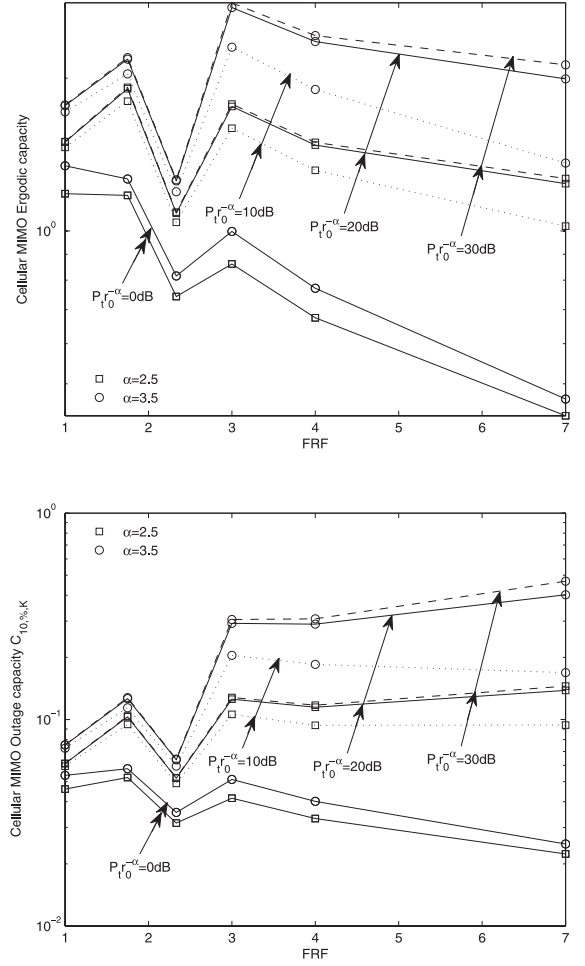 Cellular MIMO Ergodic capacity
10^0
P_t r_0^{-α}=10dB
P_t r_0^{-α}=20dB
P_t r_0^{-α}=30dB
P_t r_0^{-α}=0dB
α=2.5
α=3.5
1 2 3 4 5 6 7
FRF
Cellular MIMO Outage capacity C_{10,%,K}
10^0
α=2.5
α=3.5
10^{-1}
P_t r_0^{-α}=10dB
P_t r_0^{-α}=20dB
P_t r_0^{-α}=30dB
P_t r_0^{-α}=0dB
10^{-2}
1 2 3 4 5 6 7
FRF